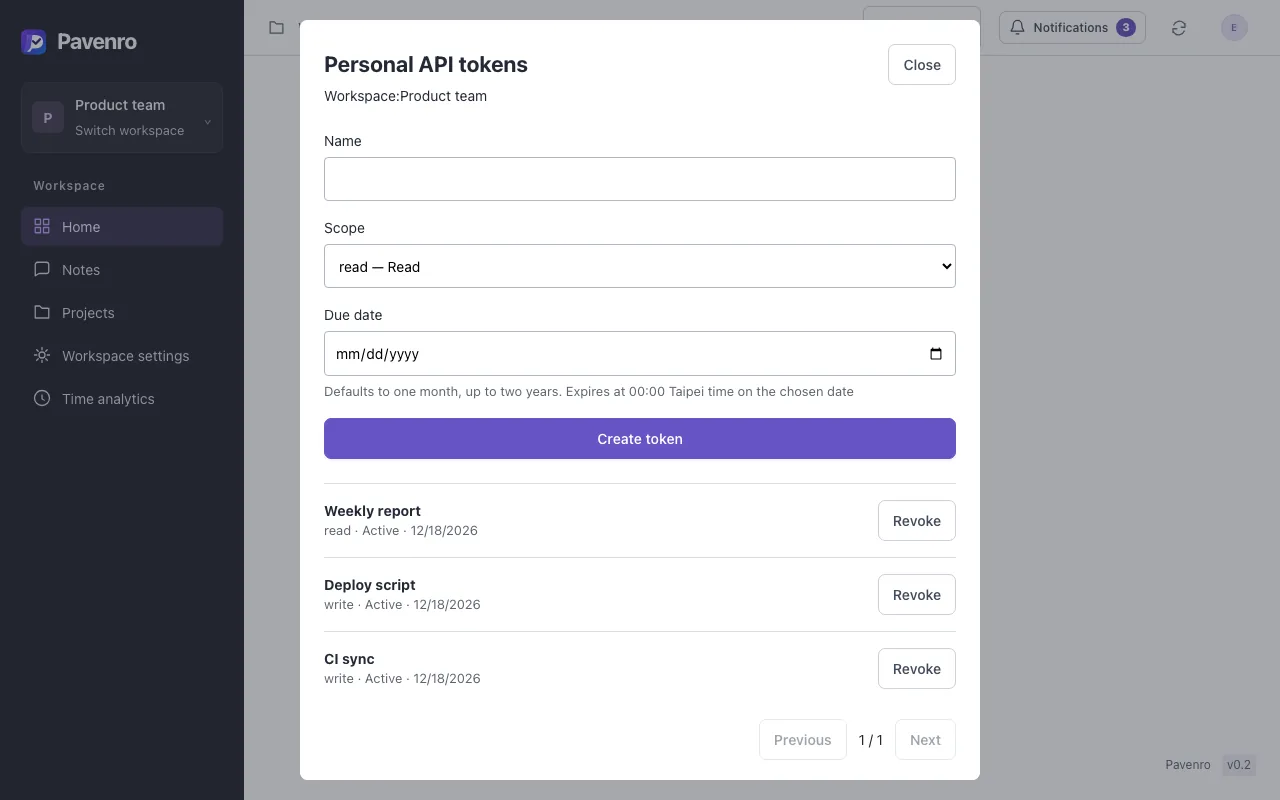 Pavenro
P
Product team
Switch workspace
Workspace
Home
Notes
Projects
Workspace settings
Time analytics
Notifications 3
E
Personal API tokens
Close
Workspace:Product team
Name
Scope
read — Read
Due date
mm/dd/yyyy
Defaults to one month, up to two years. Expires at 00:00 Taipei time on the chosen date
Create token
Weekly report
read · Active · 12/18/2026
Revoke
Deploy script
write · Active · 12/18/2026
Revoke
CI sync
write · Active · 12/18/2026
Revoke
Previous 1 / 1 Next
Pavenro v0.2